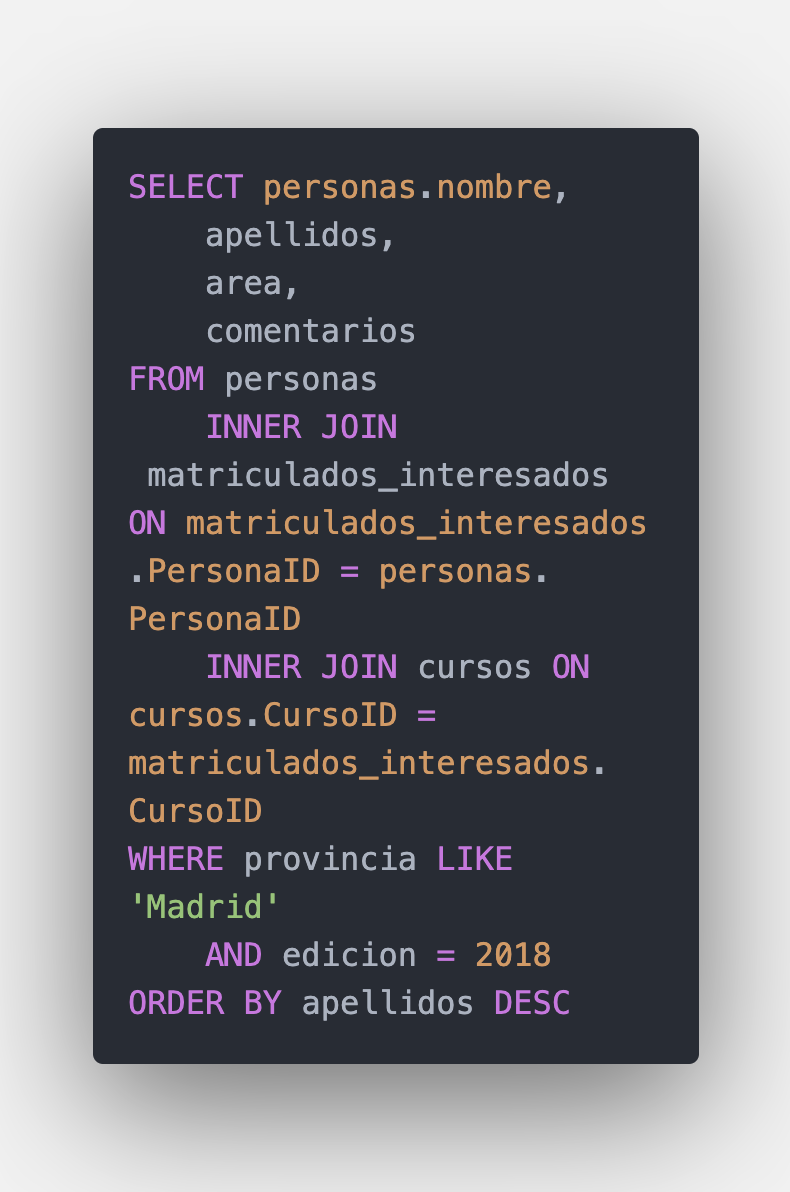 SELECT personas.nombre,
    apellidos,
    area,
    comentarios
FROM personas
    INNER JOIN
 matriculados_interesados
ON matriculados_interesados
.PersonaID = personas.
PersonaID
    INNER JOIN cursos ON
cursos.CursoID =
matriculados_interesados.
CursoID
WHERE provincia LIKE
'Madrid'
    AND edicion = 2018
ORDER BY apellidos DESC